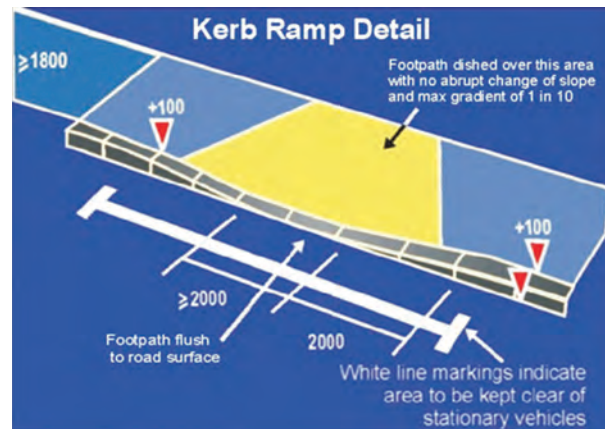 Kerb Ramp Detail
⩾1800
Footpath dished over this area
with no abrupt change of slope
and max gradient of 1 in 10
+100
+100
⩾2000
2000
Footpath flush
to road surface
White line markings indicate
area to be kept clear of
stationary vehicles